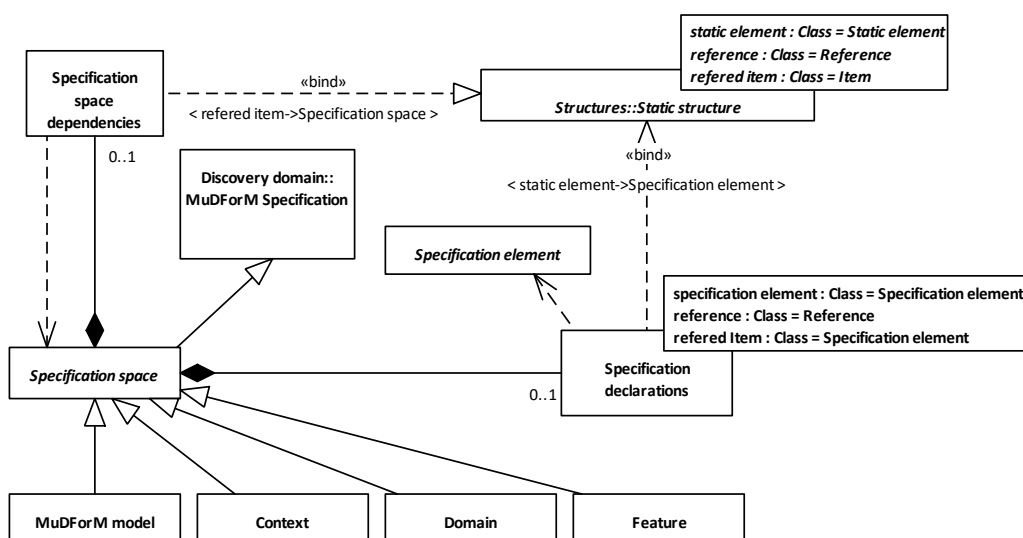 static element : Class = Static element
reference : Class = Reference
refered item : Class = Item
Specification
space
dependencies
«bind»
< refered item->Specification space >
Structures::Static structure
0..1
Discovery domain::
MuDForM Specification
«bind»
< static element->Specification element >
Specification element
specification element : Class = Specification element
reference : Class = Reference
refered Item : Class = Specification element
Specification space
Specification
declarations
0..1
MuDForM model
Context
Domain
Feature